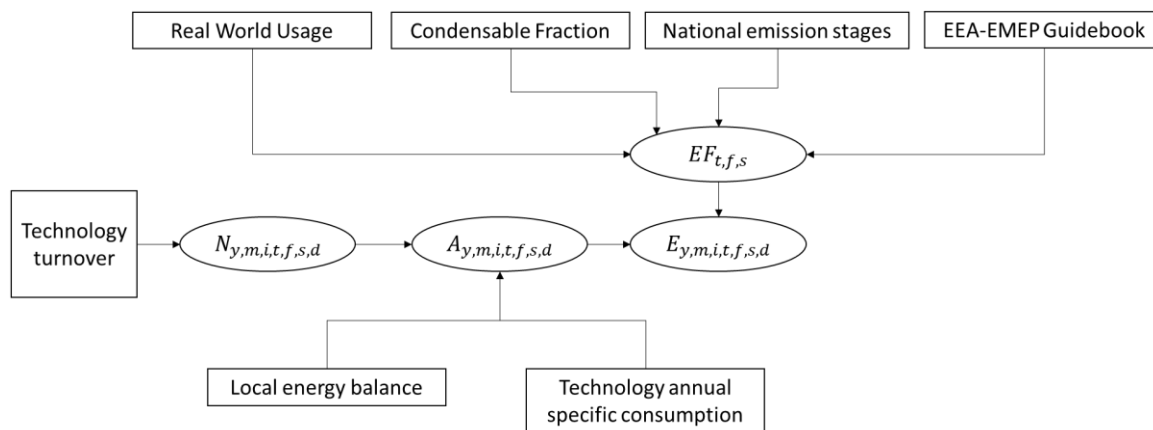 Real World Usage
Condensable Fraction
National emission stages
EEA-EMEP Guidebook
EF_{t,f,s}
Technology
turnover
N_{y,m,i,t,f,s,d}
A_{y,m,i,t,f,s,d}
E_{y,m,i,t,f,s,d}
Local energy balance
Technology annual
specific consumption